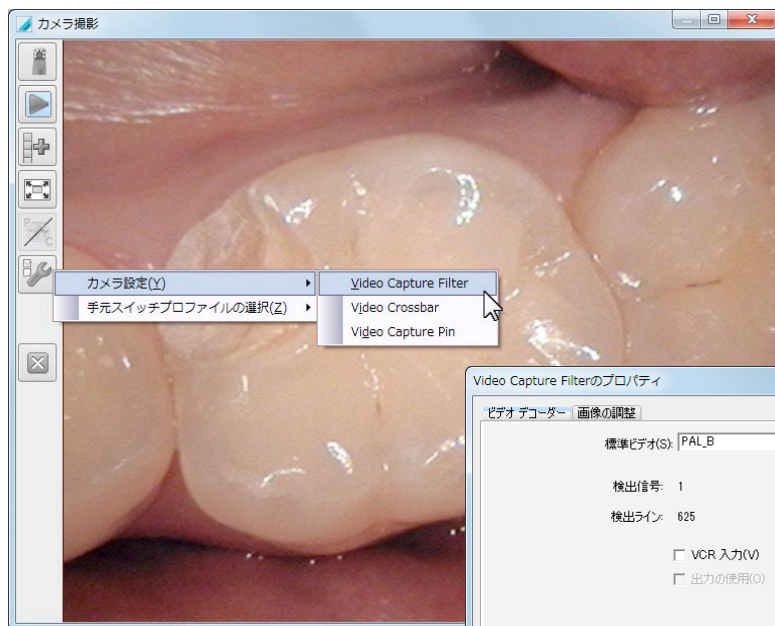 カメラ撮影
カメラ設定(Y)
手元スイッチプロファイルの選択(Z)
Video Capture Filter
Video Crossbar
Video Capture Pin
Video Capture Filterのプロパティ
ビデオ デコーダー 画像の調整
標準ビデオ(S): PAL_B
検出信号: 1
検出ライン: 625
VCR 入力(V)
出力の使用(O)